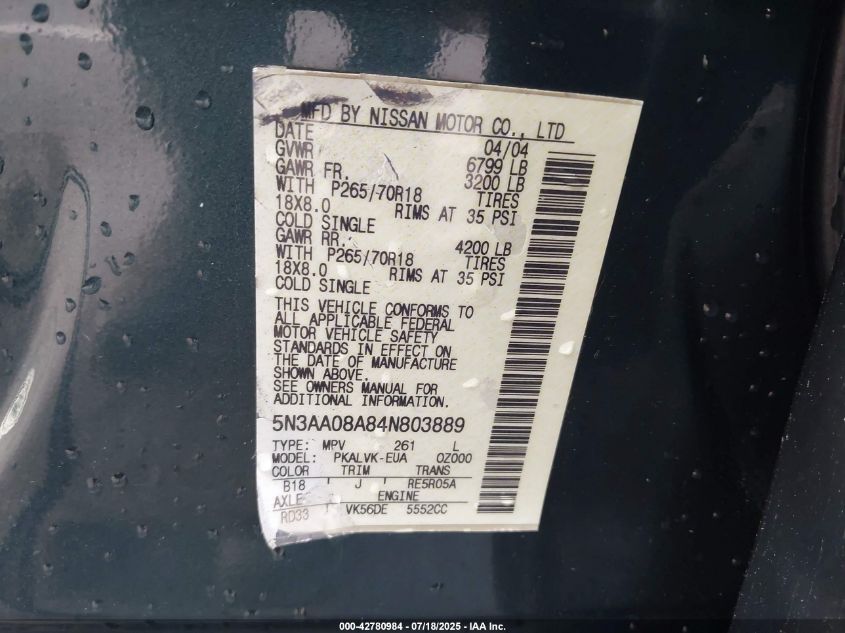 MFD BY NISSAN MOTOR CO., LTD
DATE 04/04
GVWR 6799 LB
GAWR FR. 3200 LB
WITH P265/70R18 TIRES
18X8.0 RIMS AT 35 PSI
COLD SINGLE
GAWR RR. 4200 LB
WITH P265/70R18 TIRES
18X8.0 RIMS AT 35 PSI
COLD SINGLE
THIS VEHICLE CONFORMS TO
ALL APPLICABLE FEDERAL
MOTOR VEHICLE SAFETY
STANDARDS IN EFFECT ON
THE DATE OF MANUFACTURE
SHOWN ABOVE.
SEE OWNERS MANUAL FOR
ADDITIONAL INFORMATION.
5N3AA08A84N803889
TYPE: MPV 261 L
MODEL: PKALVK-EUA 0Z000
COLOR TRIM TRANS
B18 J RE5R05A
AXLE ENGINE
RD33 VK56DE 5552CC
000-42780984 - 07/18/2025 - IAA Inc.